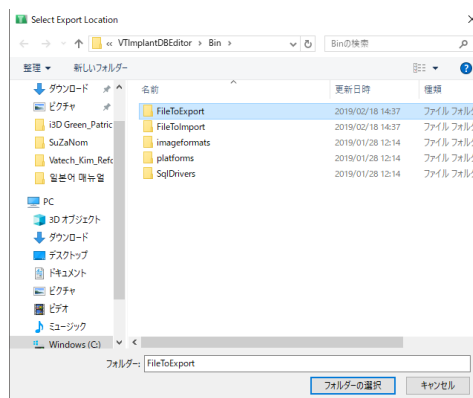 Select Export Location
« VTImplantDBEditor › Bin ›
Binの検索
整理
新しいフォルダー
ダウンロード
ピクチャ
i3D Green_Patric
SuZaNom
Vatech_Kim_Refc
일본어 매뉴얼
PC
3D オブジェクト
ダウンロード
デスクトップ
ドキュメント
ピクチャ
ビデオ
ミュージック
Windows (C:)
名前 更新日時 種類
FileToExport 2019/02/18 14:37 ファイル フォルダ
FileToImport 2019/02/18 14:37 ファイル フォルダ
imageformats 2019/01/28 12:14 ファイル フォルダ
platforms 2019/01/28 12:14 ファイル フォルダ
SqlDrivers 2019/01/28 12:14 ファイル フォルダ
フォルダー: FileToExport
フォルダーの選択 キャンセル